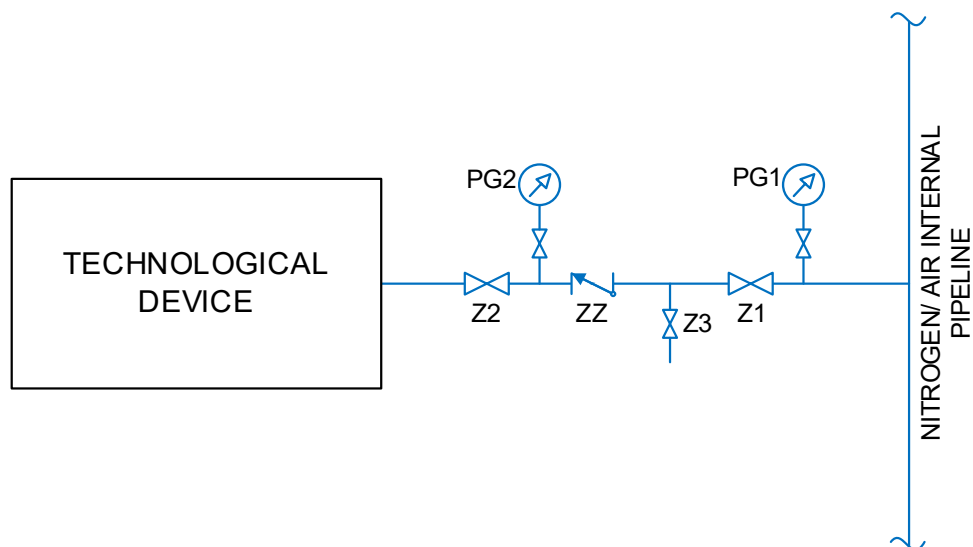 PG2
PG1
TECHNOLOGICAL
DEVICE
Z2
ZZ
Z3
Z1
NITROGEN/ AIR INTERNAL
PIPELINE